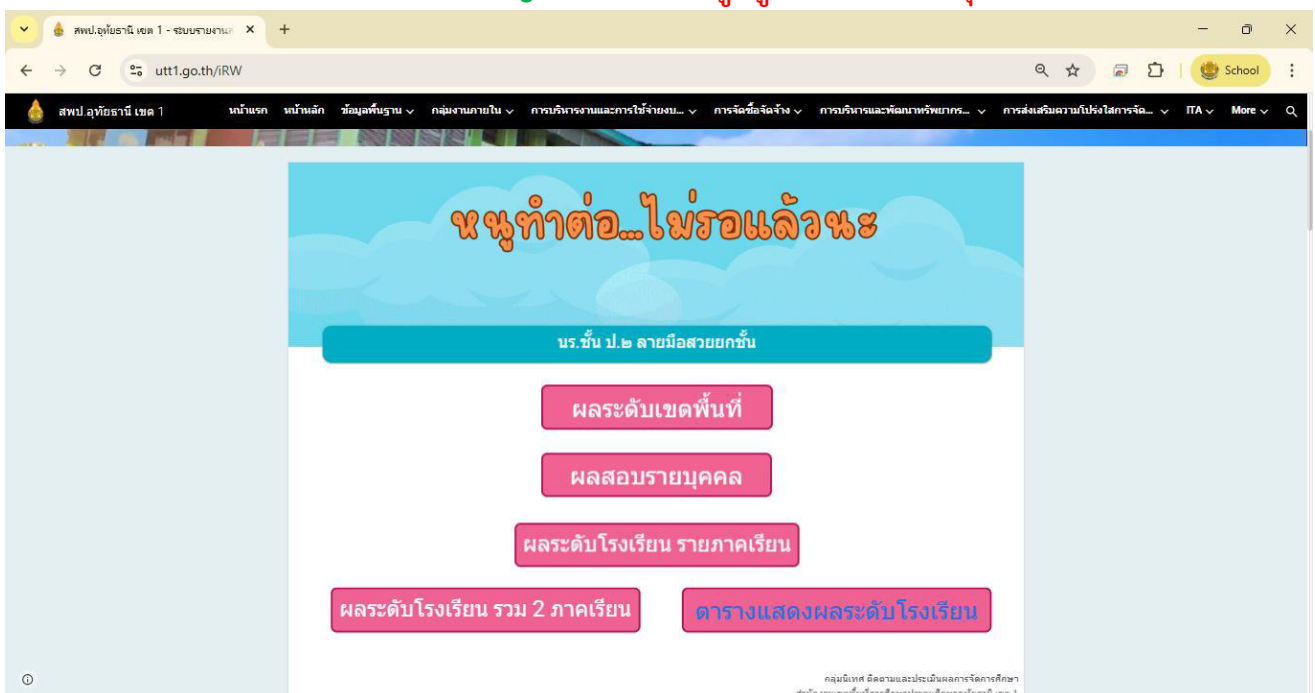 สพป.อุทัยธานี เขต 1 - ระบบรายงาน
utt1.go.th/iRW
School
สพป.อุทัยธานี เขต 1 หน้าแรก หน้าหลัก ข้อมูลพื้นฐาน กลุ่มงานภายใน การบริหารงานและการใช้จ่ายงบ... การจัดซื้อจัดจ้าง การบริหารและพัฒนาทรัพยากร... การส่งเสริมความโปร่งใสการจัด... ITA More
หนูทำต่อ...ไม่รอแล้วนะ
นร.ชั้น ป.๒ ลายมือสวยยกชั้น
ผลระดับเขตพื้นที่
ผลสอบรายบุคคล
ผลระดับโรงเรียน รายภาคเรียน
ผลระดับโรงเรียน รวม 2 ภาคเรียน ตารางแสดงผลระดับโรงเรียน
กลุ่มนิเทศ ติดตามและประเมินผลการจัดการศึกษา